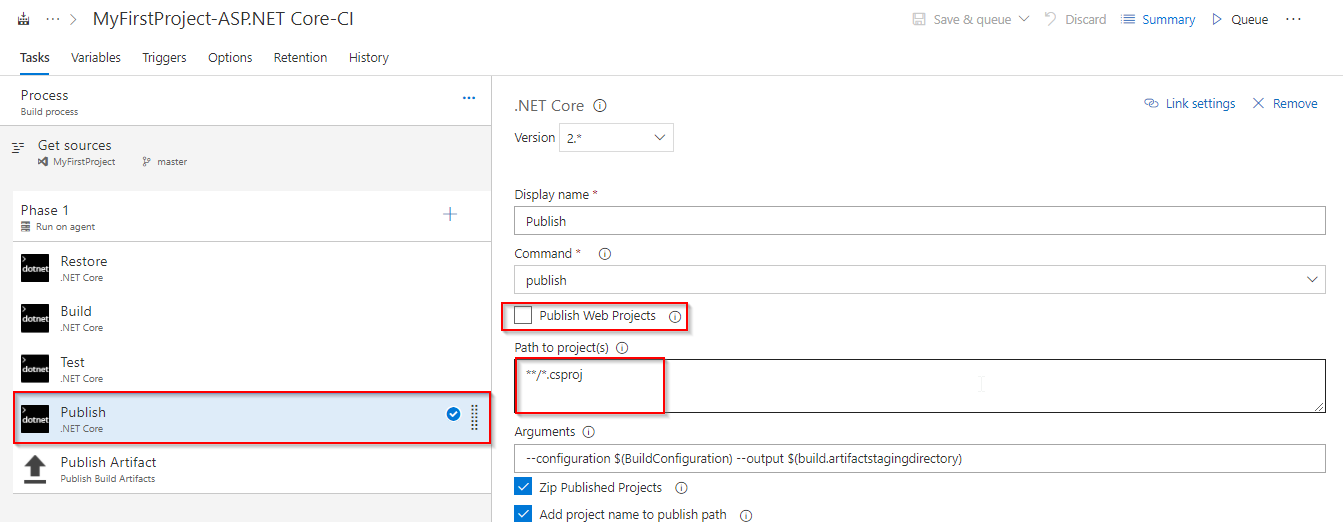 ··· > MyFirstProject-ASP.NET Core-CI
Save & queue Discard Summary Queue ···
Tasks Variables Triggers Options Retention History
Process
Build process
···
Get sources
MyFirstProject master
Phase 1
Run on agent
dotnet
Restore
.NET Core
dotnet
Build
.NET Core
dotnet
Test
.NET Core
dotnet
Publish
.NET Core
Publish Artifact
Publish Build Artifacts
.NET Core
Link settings Remove
Version 2.*
Display name *
Publish
Command *
publish
Publish Web Projects
Path to project(s)
**/*.csproj
Arguments
--configuration $(BuildConfiguration) --output $(build.artifactstagingdirectory)
Zip Published Projects
Add project name to publish path